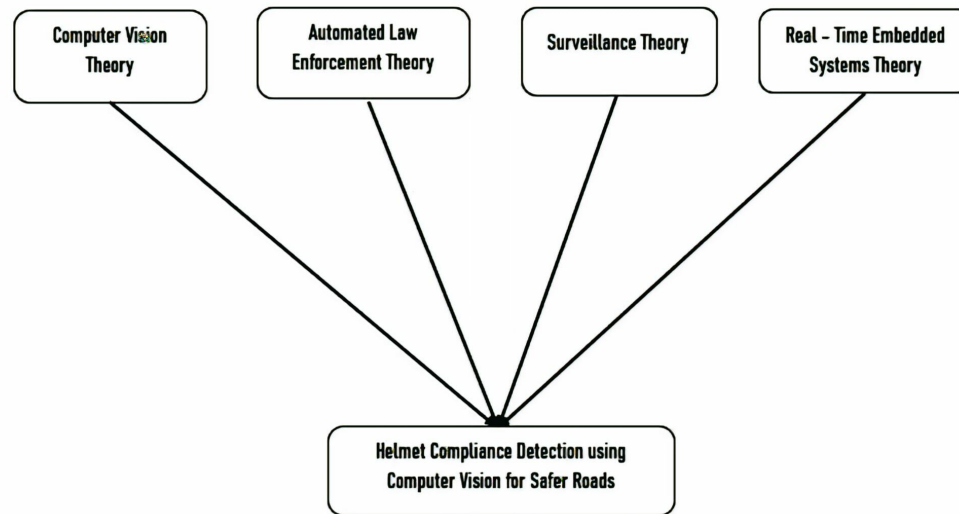 Computer Vision
Theory
Automated Law
Enforcement Theory
Surveillance Theory
Real - Time Embedded
Systems Theory
Helmet Compliance Detection using
Computer Vision for Safer Roads